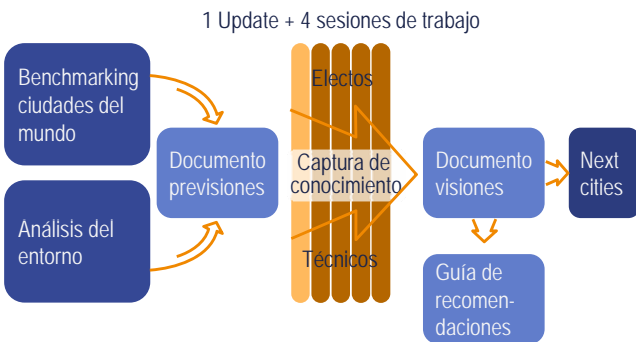 1 Update + 4 sesiones de trabajo
Benchmarking
ciudades del
mundo
Análisis del
entorno
Documento
previsiones
Electos
Captura de
conocimiento
Técnicos
Documento
visiones
Next
cities
Guía de
recomen-
daciones